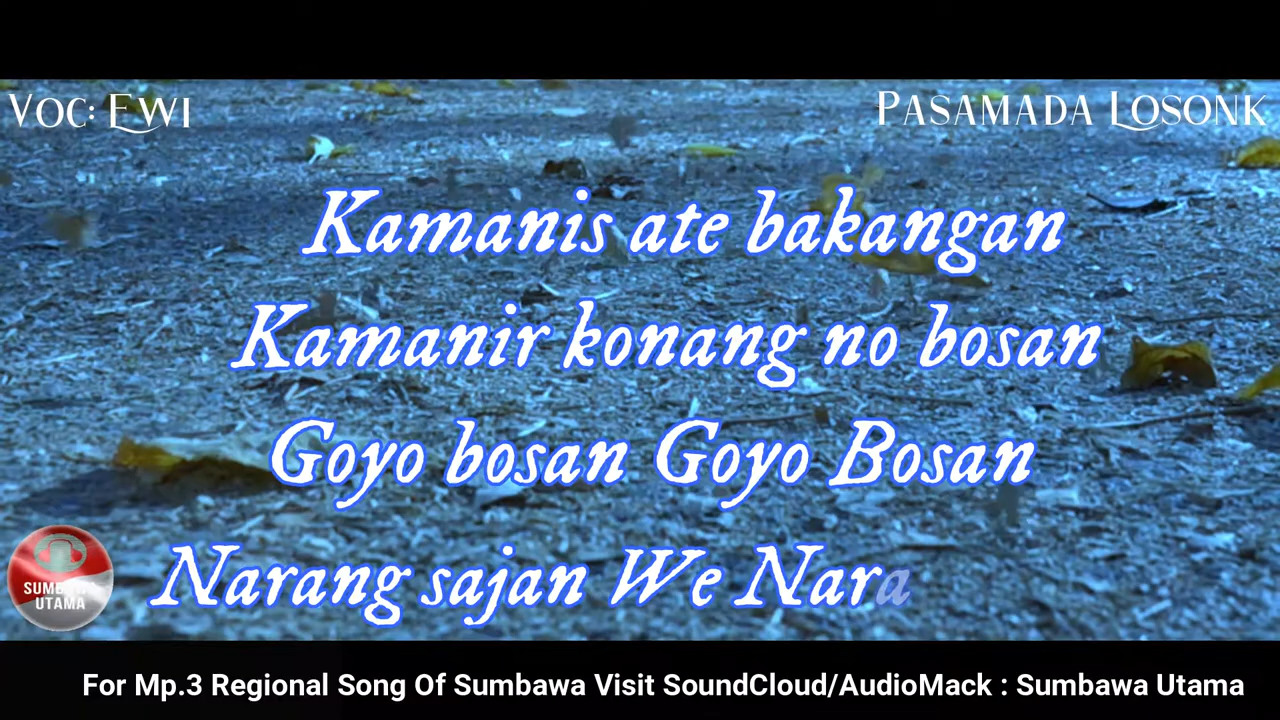 Voc: Ewi
Pasamada Losonk
Kamanis ate bakangan
Kamanir konang no bosan
Goyo bosan Goyo Bosan
Narang sajan We Nara
SUMBAWA
UTAMA
For Mp.3 Regional Song Of Sumbawa Visit SoundCloud/AudioMack : Sumbawa Utama